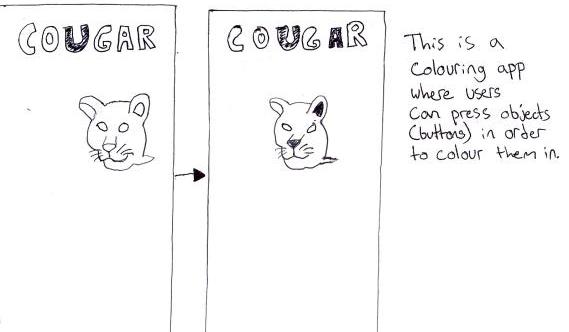 COUGAR
COUGAR
This is a
Colouring app
where users
Can press objects
(buttons) in order
to colour them in.